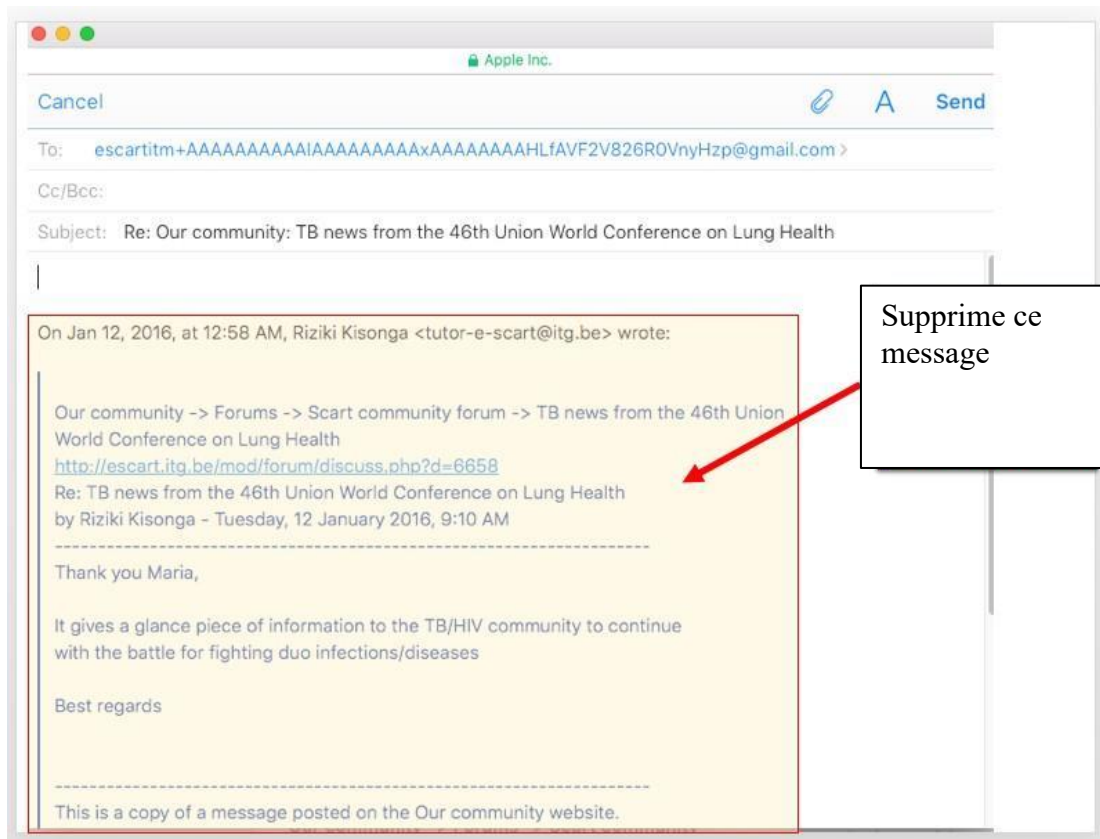 Apple Inc.
Cancel
A
Send
To: escartitm+AAAAAAAAAAIAAAAAAAAAxAAAAAAAAHLfAVF2V826R0VnyHzp@gmail.com >
Cc/Bcc:
Subject: Re: Our community: TB news from the 46th Union World Conference on Lung Health
Supprime ce
message
On Jan 12, 2016, at 12:58 AM, Riziki Kisonga <tutor-e-scart@itg.be> wrote:
Our community -> Forums -> Scart community forum -> TB news from the 46th Union
World Conference on Lung Health
http://escart.itg.be/mod/forum/discuss.php?d=6658
Re: TB news from the 46th Union World Conference on Lung Health
by Riziki Kisonga - Tuesday, 12 January 2016, 9:10 AM
---------------------------------------------------------------------
Thank you Maria,
It gives a glance piece of information to the TB/HIV community to continue
with the battle for fighting duo infections/diseases
Best regards
---------------------------------------------------------------------
This is a copy of a message posted on the Our community website.